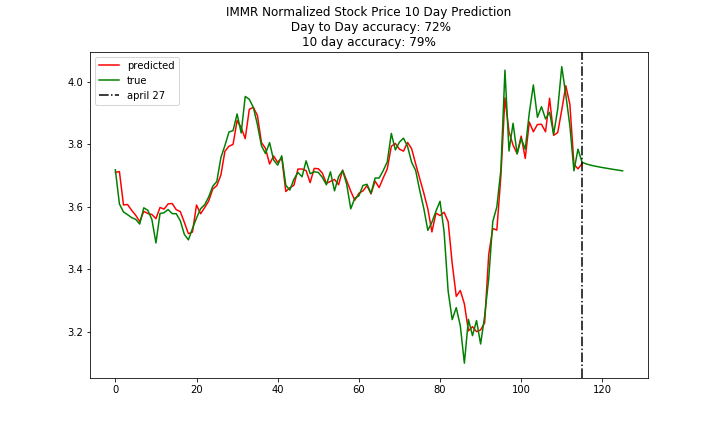 IMMR Normalized Stock Price 10 Day Prediction
Day to Day accuracy: 72%
10 day accuracy: 79%
predicted
true
april 27
4.0
3.8
3.6
3.4
3.2
0 20 40 60 80 100 120